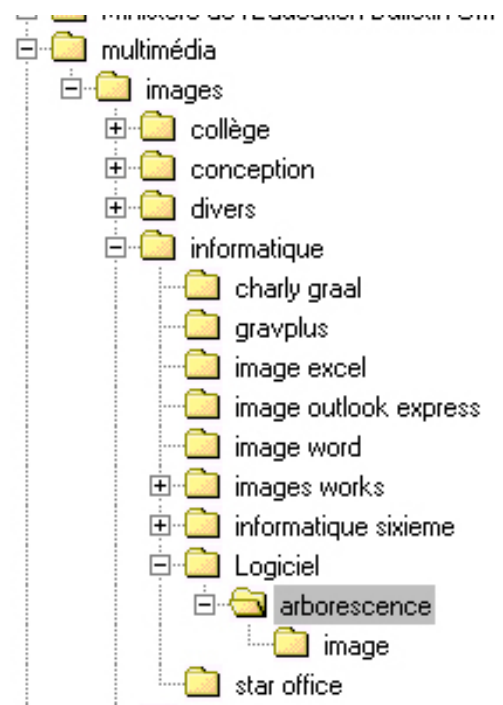 multimédia
images
collège
conception
divers
informatique
charly graal
gravplus
image excel
image outlook express
image word
images works
informatique sixieme
Logiciel
arborescence
image
star office